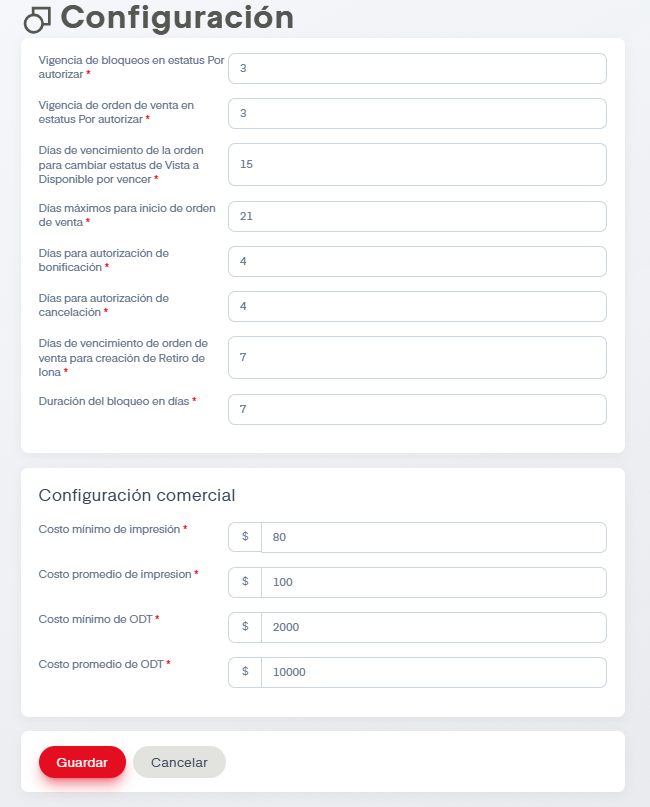 Configuración
Vigencia de bloqueos en estatus Por
autorizar *
3
Vigencia de orden de venta en
estatus Por autorizar *
3
Días de vencimiento de la orden
para cambiar estatus de Vista a
Disponible por vencer *
15
Días máximos para inicio de orden
de venta *
21
Días para autorización de
bonificación *
4
Días para autorización de
cancelación *
4
Días de vencimiento de orden de
venta para creación de Retiro de
lona *
7
Duración del bloqueo en días *
7
Configuración comercial
Costo mínimo de impresión *
$ 80
Costo promedio de impresion *
$ 100
Costo mínimo de ODT *
$ 2000
Costo promedio de ODT *
$ 10000
Guardar Cancelar